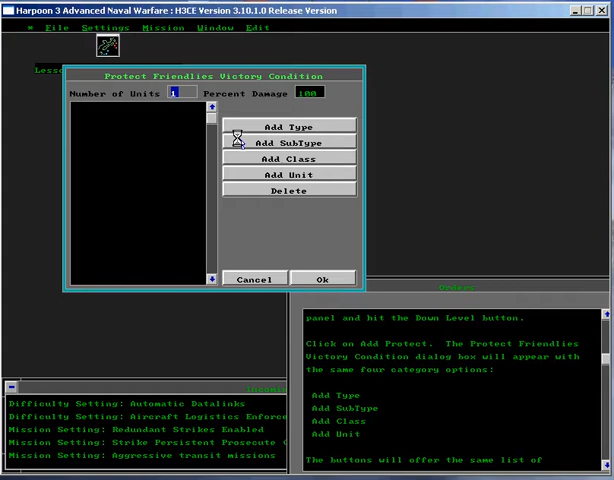 Harpoon 3 Advanced Naval Warfare : H3CE Version 3.10.1.0 Release Version
* File Settings Mission Window Edit
Protect Friendlies Victory Condition
Number of Units 1 Percent Damage 100
Add Type
Add SubType
Add Class
Add Unit
Delete
Cancel Ok
Orders
panel and hit the Down Level button.
Click on Add Protect. The Protect Friendlies
Victory Condition dialog box will appear with
the same four category options:
Add Type
Add SubType
Add Class
Add Unit
The buttons will offer the same list of
Difficulty Setting: Automatic Datalinks
Difficulty Setting: Aircraft Logistics Enforce
Mission Setting: Redundant Strikes Enabled
Mission Setting: Strike Persistent Prosecute
Mission Setting: Aggressive transit missions